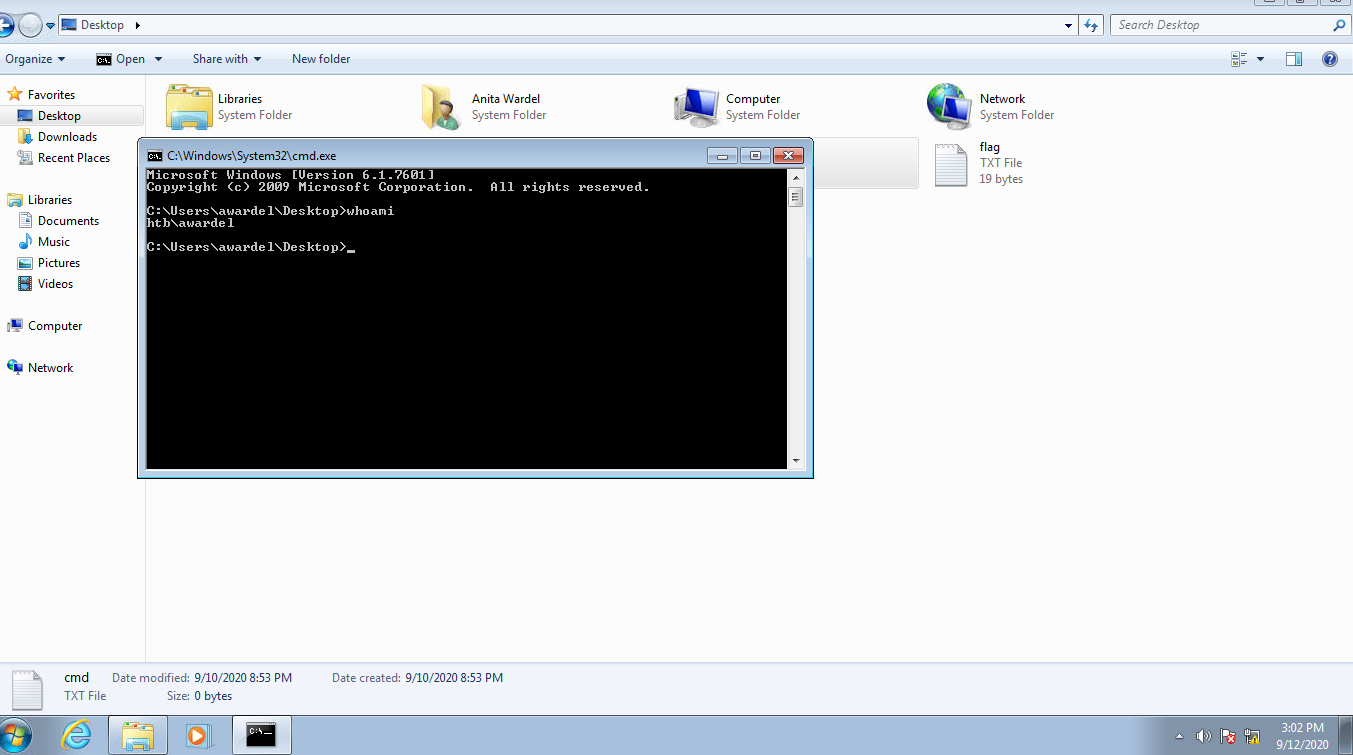 Desktop
Search Desktop
Organize Open Share with New folder
Favorites
Desktop
Downloads
Recent Places
Libraries
Documents
Music
Pictures
Videos
Computer
Network
Libraries
System Folder
Anita Wardel
System Folder
Computer
System Folder
Network
System Folder
flag
TXT File
19 bytes
C:\Windows\System32\cmd.exe
Microsoft Windows [Version 6.1.7601]
Copyright (c) 2009 Microsoft Corporation.  All rights reserved.
C:\Users\awardel\Desktop>whoami
htb\awardel
C:\Users\awardel\Desktop>_
cmd Date modified: 9/10/2020 8:53 PM Date created: 9/10/2020 8:53 PM
TXT File Size: 0 bytes
3:02 PM
9/12/2020